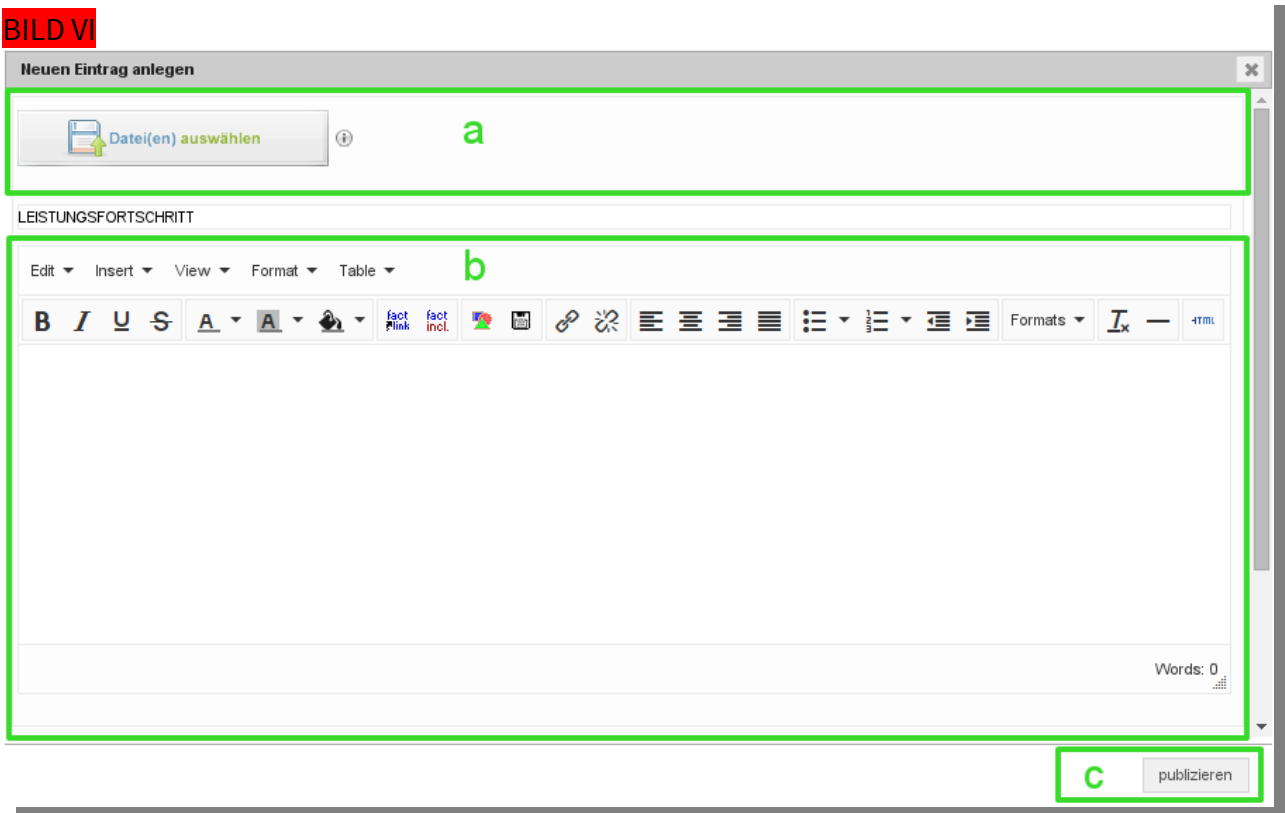 BILD VI
Neuen Eintrag anlegen
Datei(en) auswählen
a
LEISTUNGSFORTSCHRITT
Edit Insert View Format Table b
B I U S A A fact link fact incl. Formats I x HTML
Words: 0
c publizieren